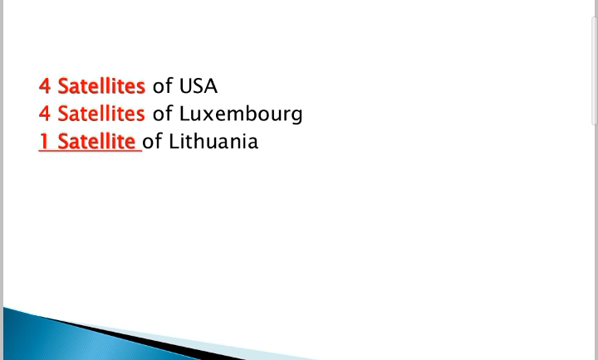 4 Satellites of USA
4 Satellites of Luxembourg
1 Satellite of Lithuania